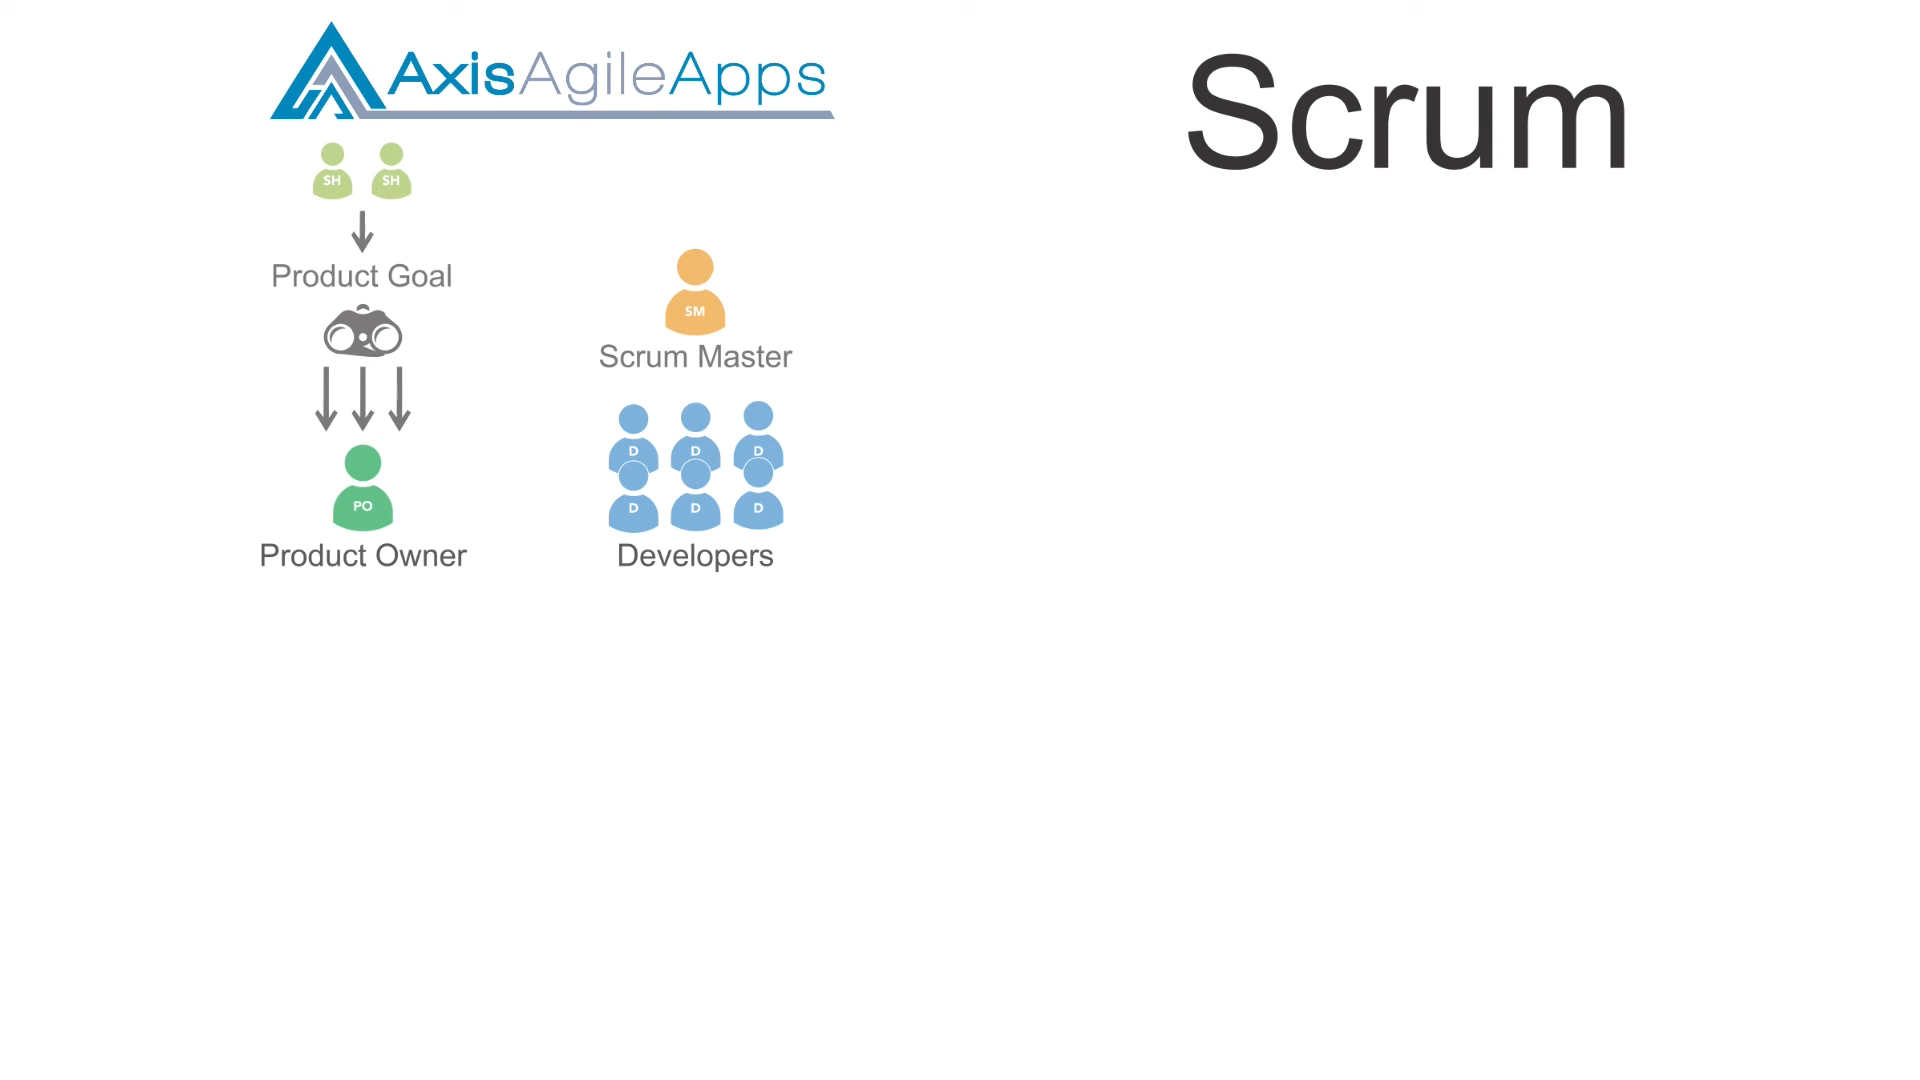 AxisAgileApps
Scrum
SH SH
Product Goal
SM
Scrum Master
D D D
D D D
PO
Product Owner
Developers